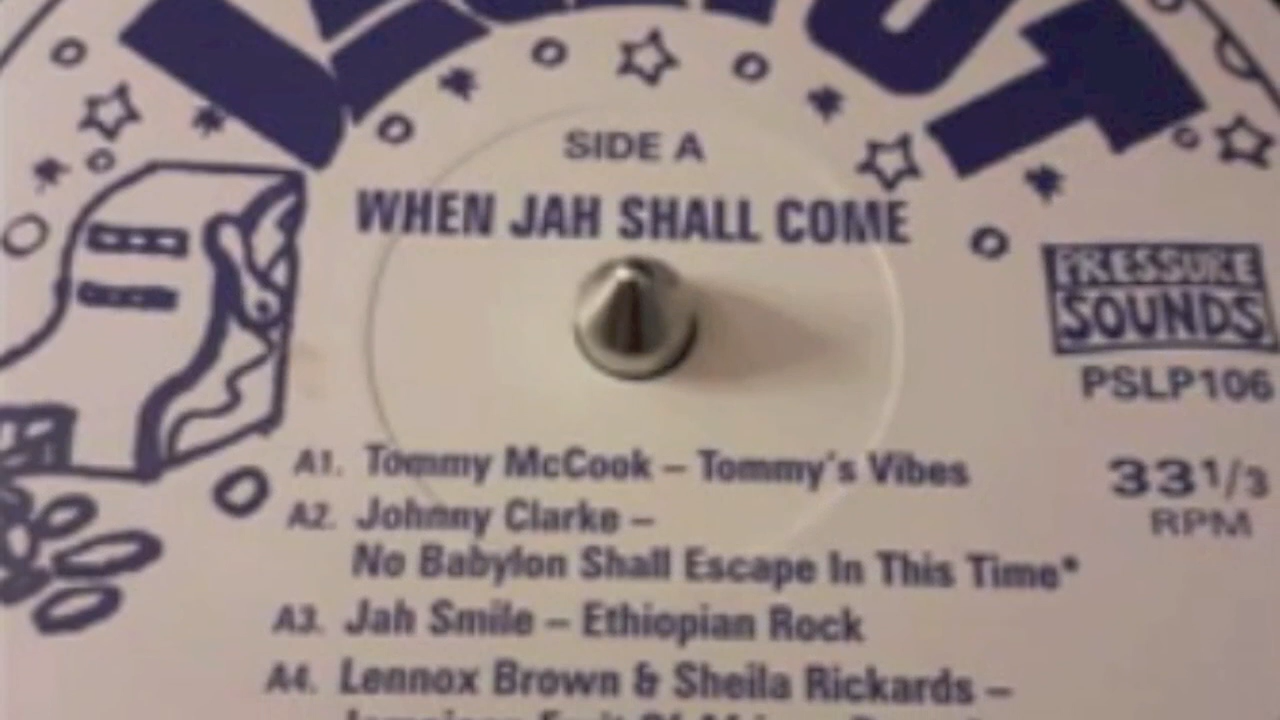 SIDE A
WHEN JAH SHALL COME
PRESSURE
SOUNDS
PSLP106
A1. Tommy McCook – Tommy's Vibes
33 1/3
RPM
A2. Johnny Clarke –
No Babylon Shall Escape In This Time*
A3. Jah Smile – Ethiopian Rock
A4. Lennox Brown & Sheila Rickards –